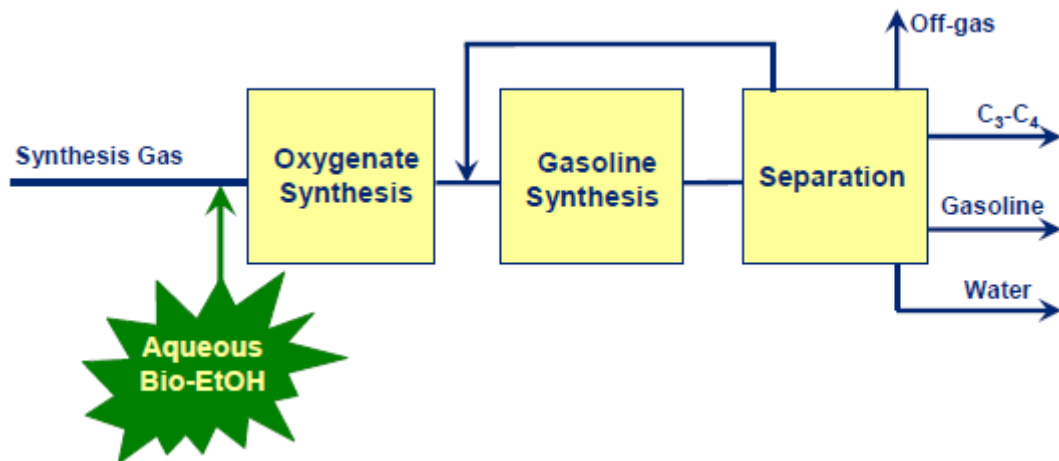 Off-gas
C₃-C₄
Synthesis Gas
Oxygenate
Synthesis
Gasoline
Synthesis
Separation
Gasoline
Water
Aqueous
Bio-EtOH